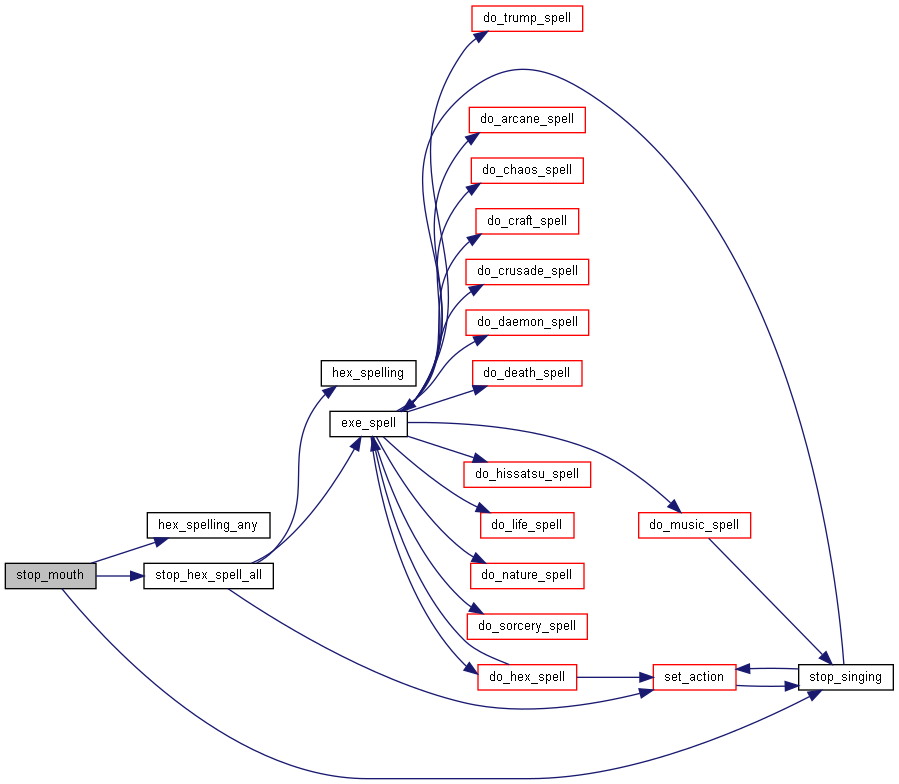 do_trump_spell
do_arcane_spell
do_chaos_spell
do_craft_spell
do_crusade_spell
do_daemon_spell
hex_spelling
do_death_spell
exe_spell
do_hissatsu_spell
hex_spelling_any
do_life_spell
do_music_spell
stop_mouth
stop_hex_spell_all
do_nature_spell
do_sorcery_spell
do_hex_spell
set_action
stop_singing